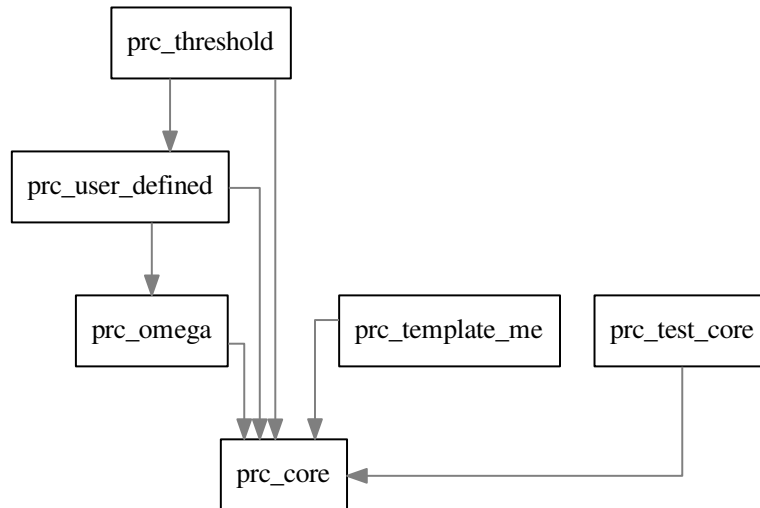 prc_threshold
prc_user_defined
prc_omega
prc_template_me
prc_test_core
prc_core